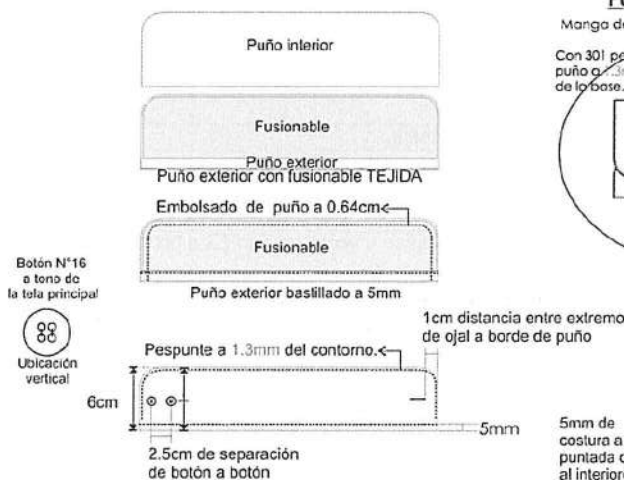 Puño interior
Fusionable
Puño exterior
Puño exterior con fusionable TEJIDA
Embolsado de puño a 0.64cm
Fusionable
Puño exterior bastillado a 5mm
Botón N°16
a tono de
la tela principal
Ubicación
vertical
Pespunte a 1.3mm del contorno.
1cm distancia entre extremo
de ojal a borde de puño
6cm
5mm
2.5cm de separación
de botón a botón
Manga de
Con 301
puño a
de la base.
5mm de
costura a
puntada
al interior